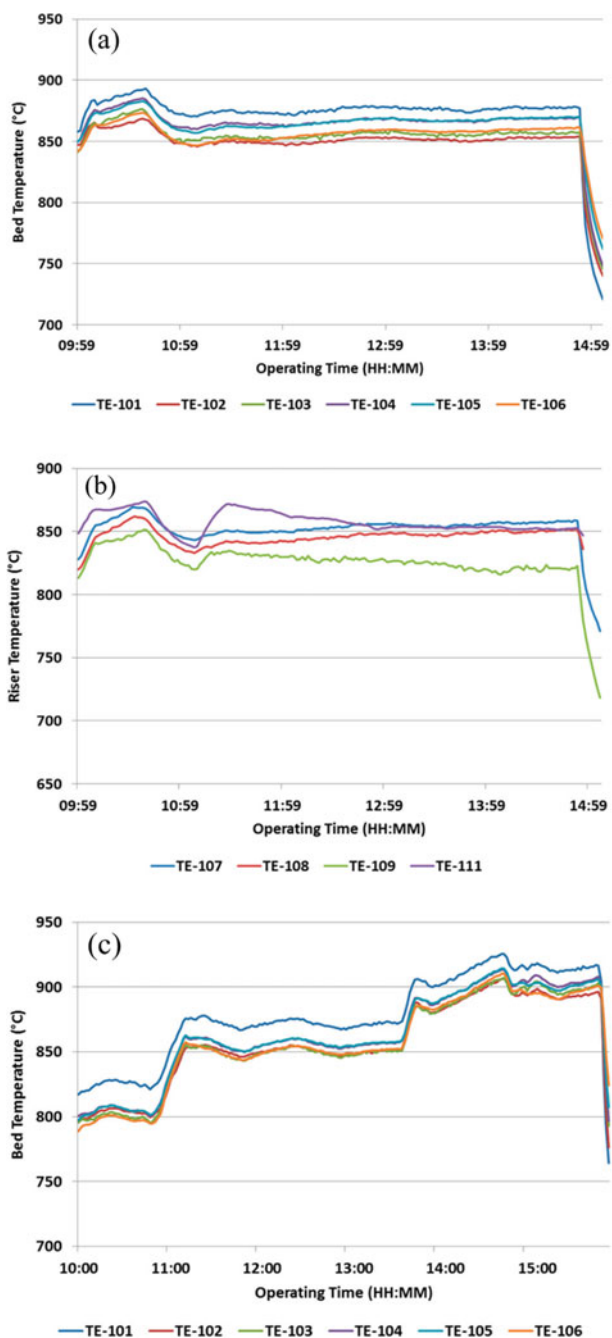 (a)
950
900
850
800
750
700
Bed Temperature (°C)
09:59 10:59 11:59 12:59 13:59 14:59
Operating Time (HH:MM)
TE-101 TE-102 TE-103 TE-104 TE-105 TE-106
(b)
900
850
800
750
700
650
Riser Temperature (°C)
09:59 10:59 11:59 12:59 13:59 14:59
Operating Time (HH:MM)
TE-107 TE-108 TE-109 TE-111
(c)
950
900
850
800
750
700
Bed Temperature (°C)
10:00 11:00 12:00 13:00 14:00 15:00
Operating Time (HH:MM)
TE-101 TE-102 TE-103 TE-104 TE-105 TE-106